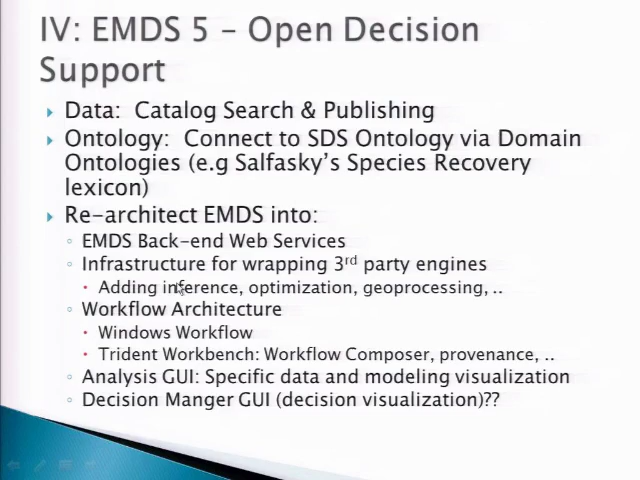 IV: EMDS 5 – Open Decision
Support
Data: Catalog Search & Publishing
Ontology: Connect to SDS Ontology via Domain
Ontologies (e.g Salfasky's Species Recovery
lexicon)
Re-architect EMDS into:
EMDS Back-end Web Services
Infrastructure for wrapping 3rd party engines
Adding inference, optimization, geoprocessing, ..
Workflow Architecture
Windows Workflow
Trident Workbench: Workflow Composer, provenance, ..
Analysis GUI: Specific data and modeling visualization
Decision Manger GUI (decision visualization)??